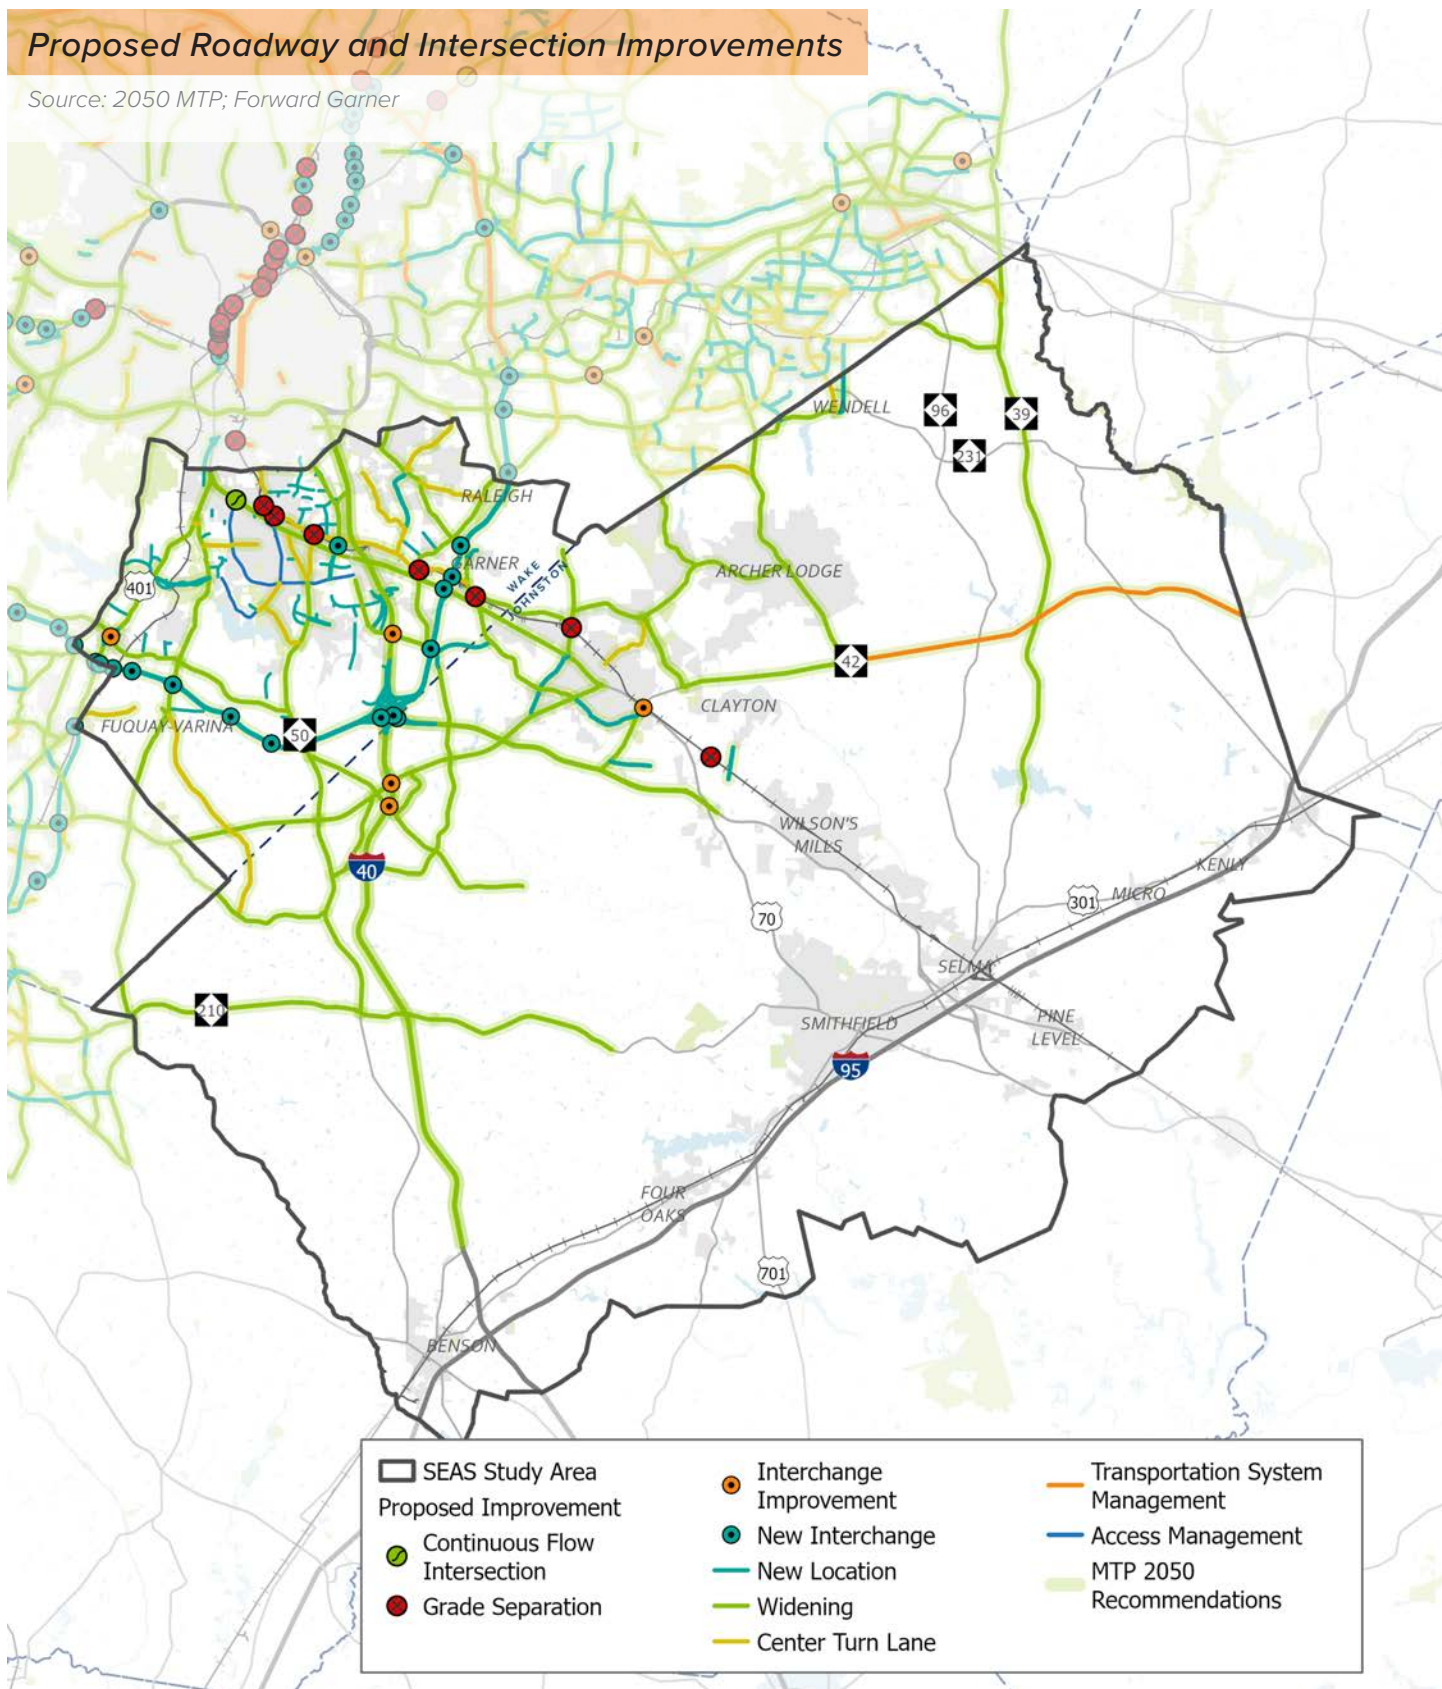 Proposed Roadway and Intersection Improvements
Source: 2050 MTP; Forward Garner
WENDELL
96
39
231
RALEIGH
GARNER
WAKE
JOHNSTON
ARCHER LODGE
401
42
CLAYTON
FUQUAY-VARINA
50
WILSON'S
MILLS
40
KENLY
MICRO
301
70
SELMA
210
PINE
LEVEL
SMITHFIELD
95
FOUR
OAKS
701
BENSON
SEAS Study Area
Proposed Improvement
Continuous Flow
Intersection
Grade Separation
Interchange
Improvement
New Interchange
New Location
Widening
Center Turn Lane
Transportation System
Management
Access Management
MTP 2050
Recommendations